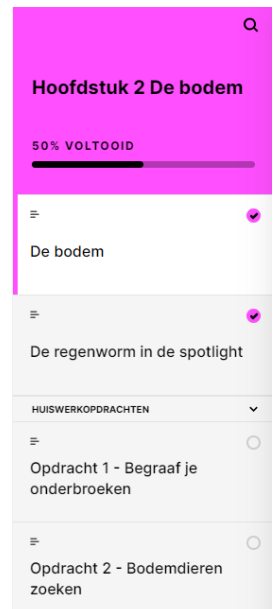 Hoofdstuk 2 De bodem
50% VOLTOOID
De bodem
De regenworm in de spotlight
HUISWERKOPDRACHTEN
Opdracht 1 - Begraaf je
onderbroeken
Opdracht 2 - Bodemdieren
zoeken